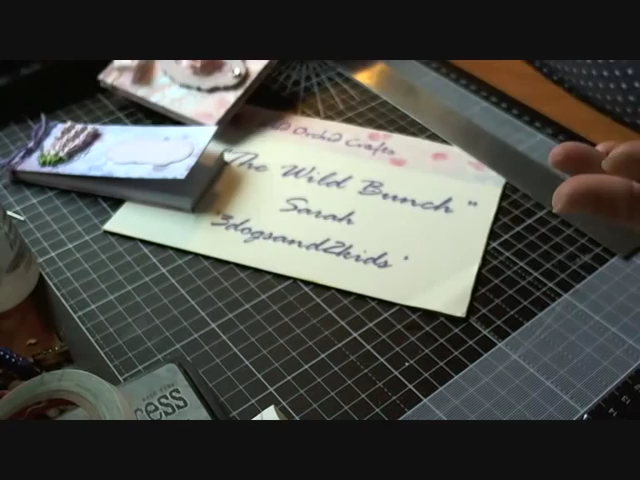 Orchid Crafts
"The Wild Bunch"
Sarah
"3dogsand2kids"
cess